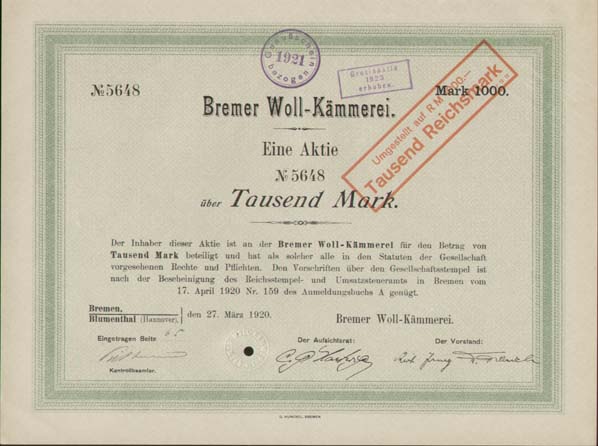 Genußschein
1921
bezogen
Gratisaktie
1923
erhoben.
№ 5648
Mark 1000.
Umgestellt auf RM
Tausend Reichsmark
Bremer Woll-Kämmerei.
Eine Aktie
№ 5648
über Tausend Mark.
Der Inhaber dieser Aktie ist an der Bremer Woll-Kämmerei für den Betrag von
Tausend Mark beteiligt und hat als solcher alle in den Statuten der Gesellschaft
vorgesehenen Rechte und Pflichten. Den Vorschriften über den Gesellschaftsstempel ist
nach der Bescheinigung des Reichsstempel- und Umsatzsteueramts in Bremen vom
17. April 1920 Nr. 159 des Anmeldungsbuchs A genügt.
Bremen,
Blumenthal (Hannover), den 27. März 1920.
Bremer Woll-Kämmerei.
Eingetragen Seite 65
Der Aufsichtsrat:
Der Vorstand:
Kontrollbeamter.
G. HUNCKEL, BREMEN